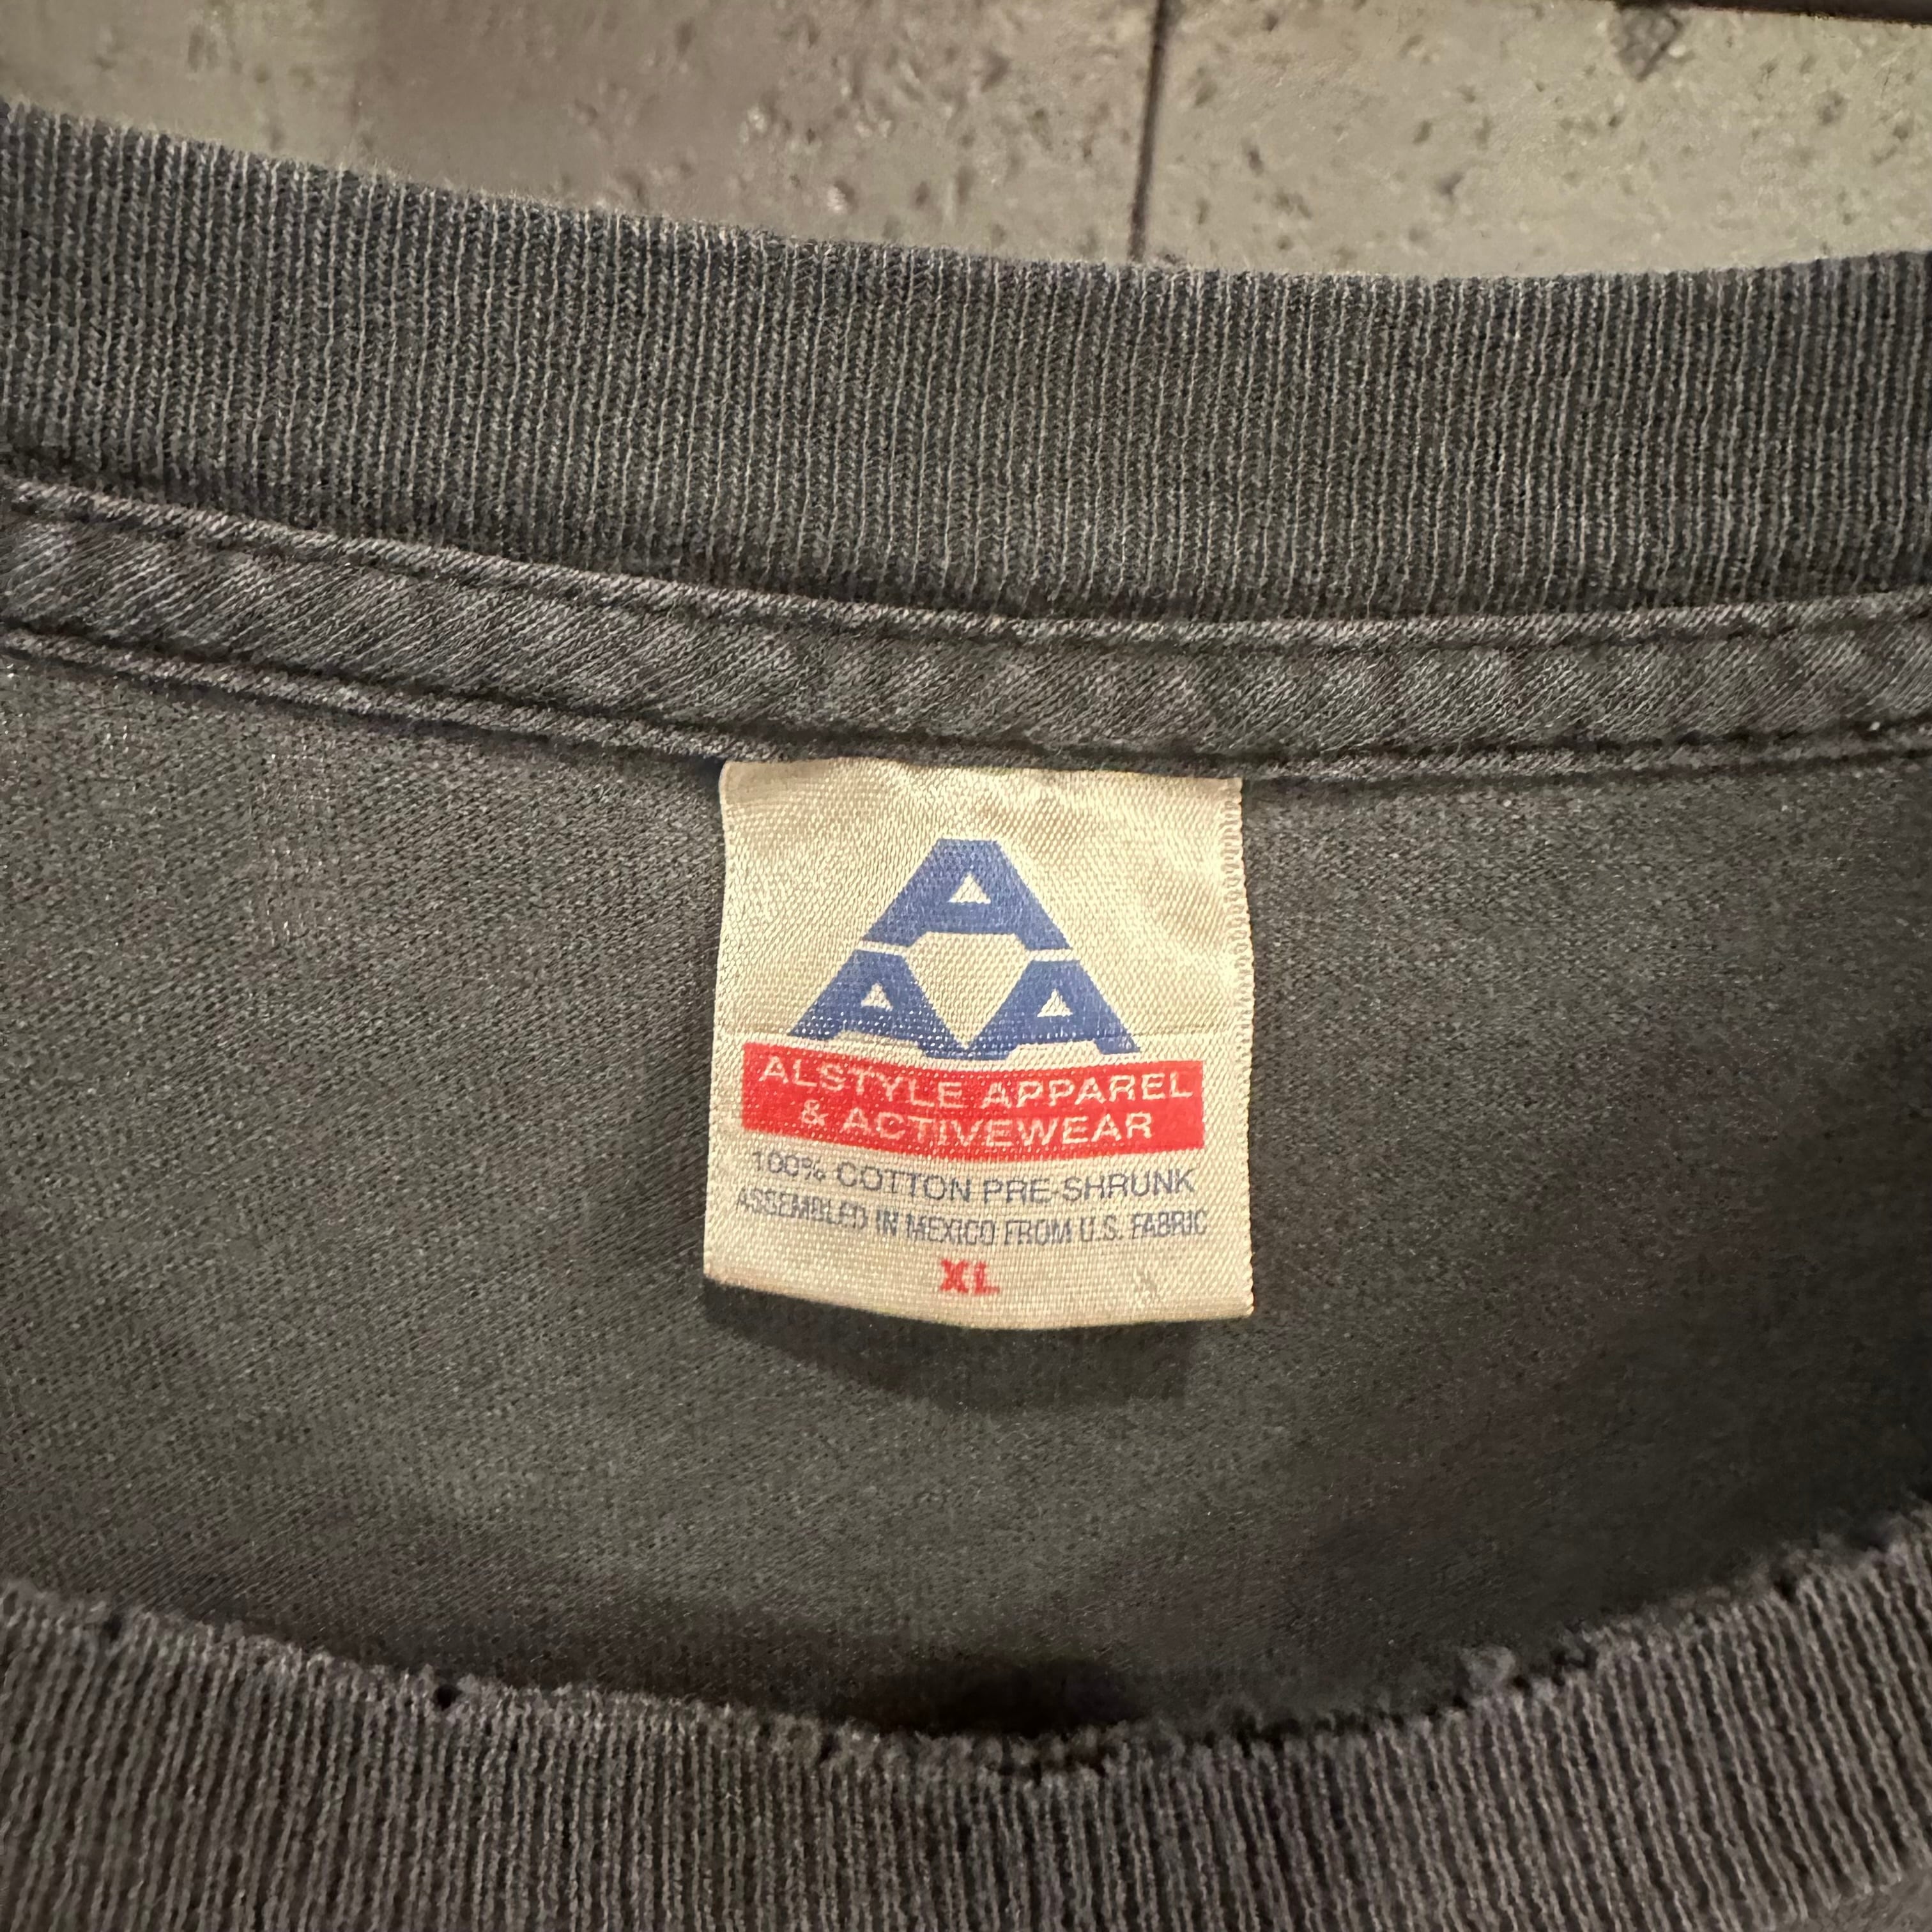 A
A A
ALSTYLE APPAREL
& ACTIVEWEAR
100% COTTON PRE-SHRUNK
ASSEMBLED IN MEXICO FROM U.S. FABRIC
XL